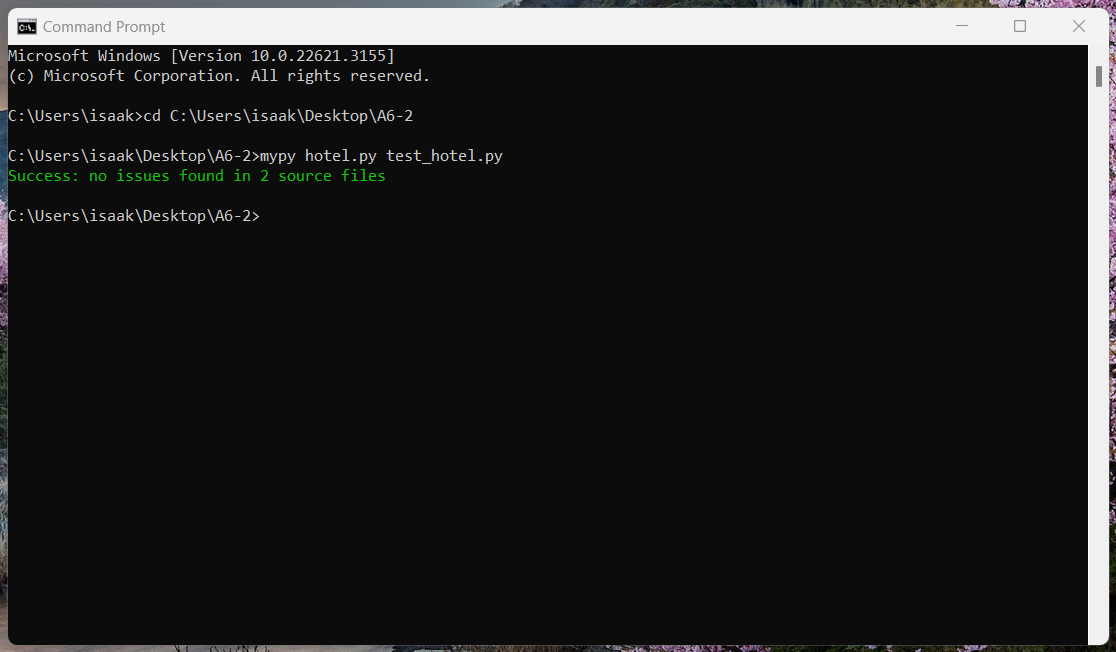 Command Prompt
Microsoft Windows [Version 10.0.22621.3155]
(c) Microsoft Corporation. All rights reserved.
C:\Users\isaak>cd C:\Users\isaak\Desktop\A6-2
C:\Users\isaak\Desktop\A6-2>mypy hotel.py test_hotel.py
Success: no issues found in 2 source files
C:\Users\isaak\Desktop\A6-2>